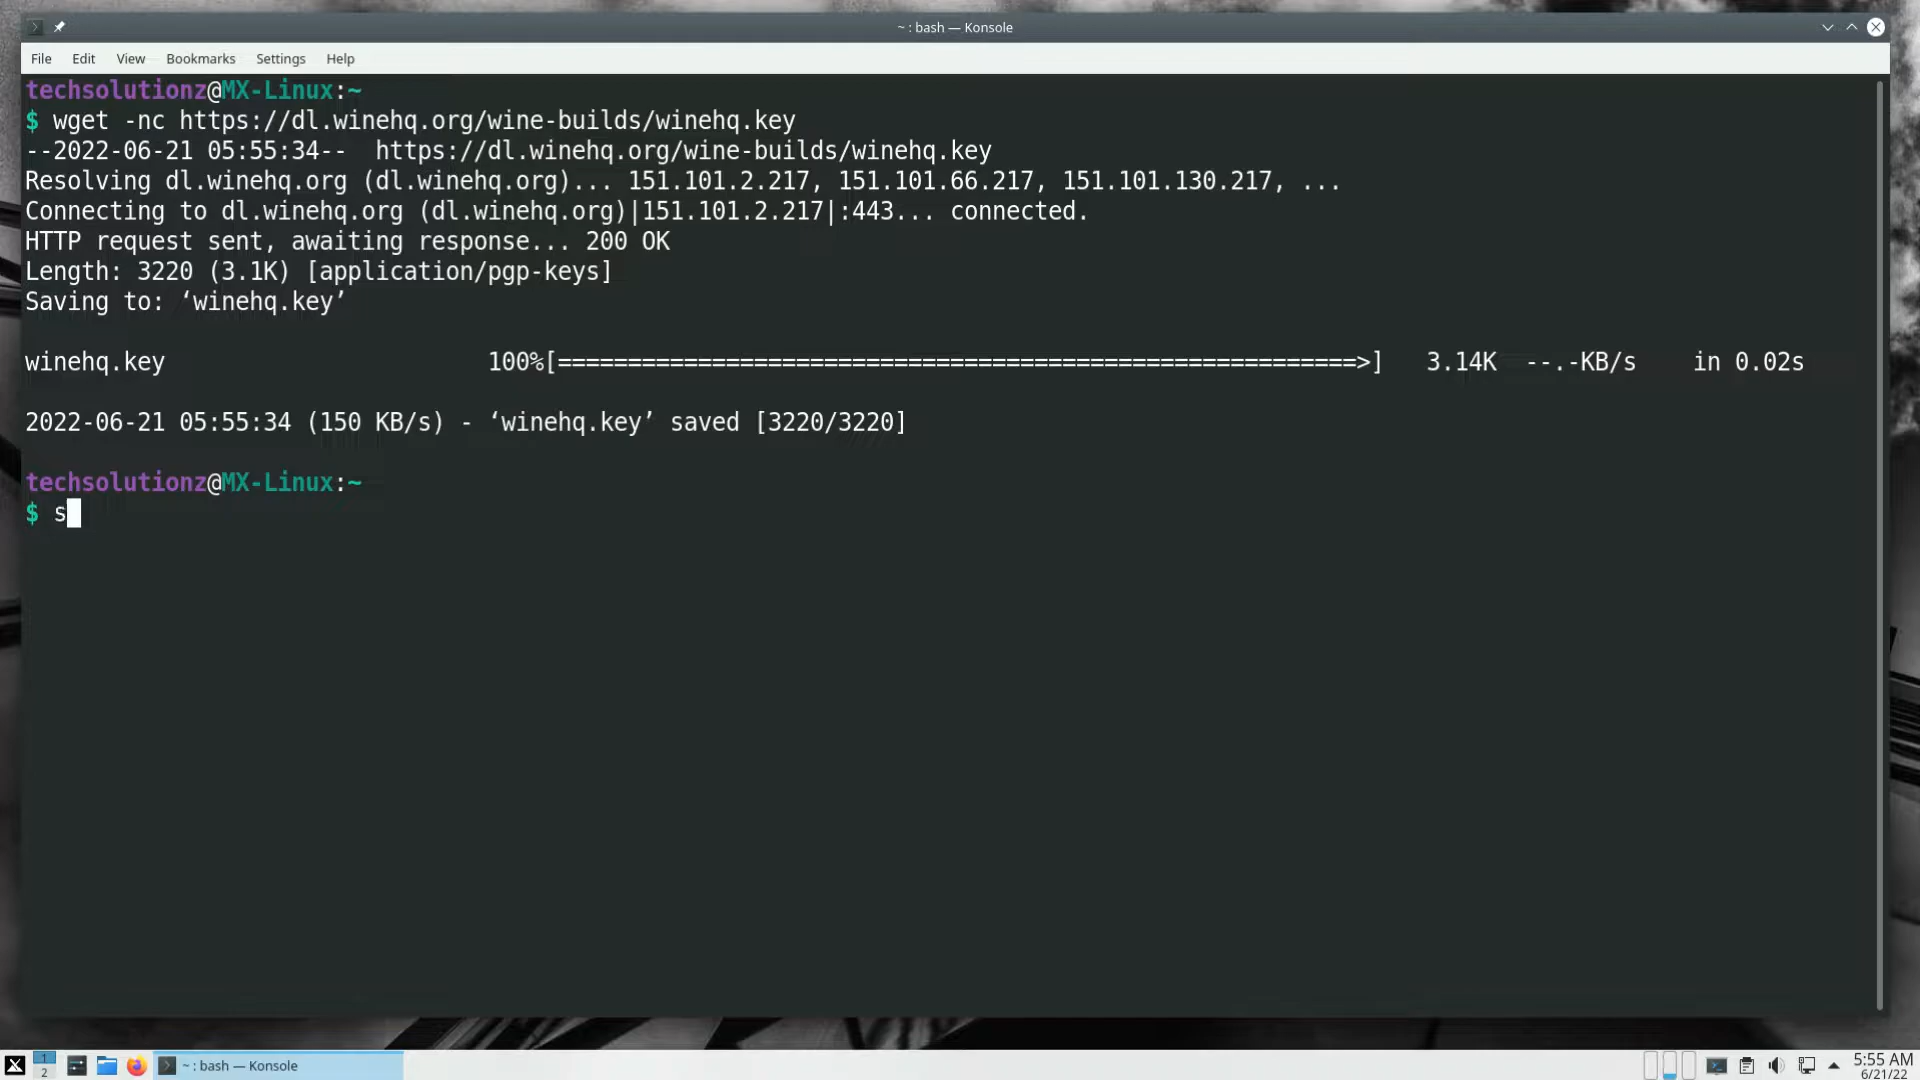 ~ : bash — Konsole
File Edit View Bookmarks Settings Help
techsolutionz@MX-Linux:~
$ wget -nc https://dl.winehq.org/wine-builds/winehq.key
--2022-06-21 05:55:34--  https://dl.winehq.org/wine-builds/winehq.key
Resolving dl.winehq.org (dl.winehq.org)... 151.101.2.217, 151.101.66.217, 151.101.130.217, ...
Connecting to dl.winehq.org (dl.winehq.org)|151.101.2.217|:443... connected.
HTTP request sent, awaiting response... 200 OK
Length: 3220 (3.1K) [application/pgp-keys]
Saving to: ‘winehq.key’
winehq.key 100%[=========================================================>] 3.14K --.-KB/s in 0.02s
2022-06-21 05:55:34 (150 KB/s) - ‘winehq.key’ saved [3220/3220]
techsolutionz@MX-Linux:~
$ s
1
2
~ : bash — Konsole
5:55 AM
6/21/22